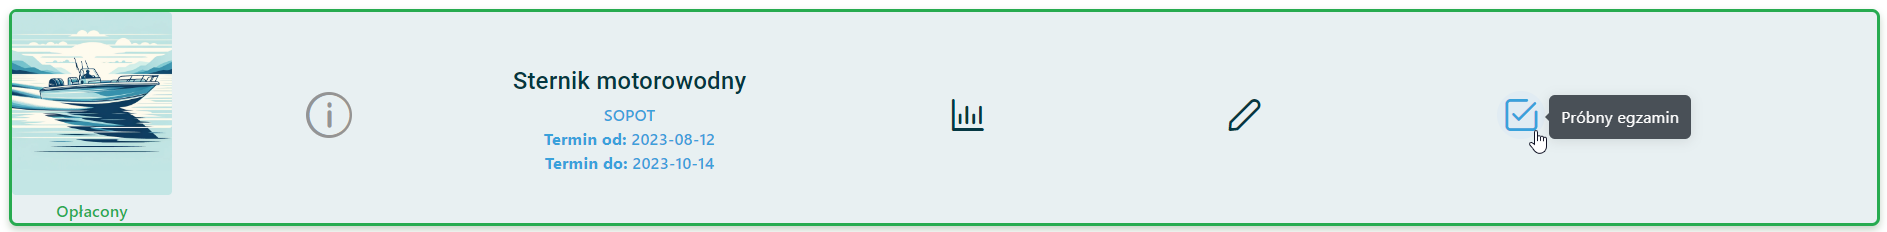 Sternik motorowodny
SOPOT
Termin od: 2023-08-12
Termin do: 2023-10-14
Próbny egzamin
Opłacony